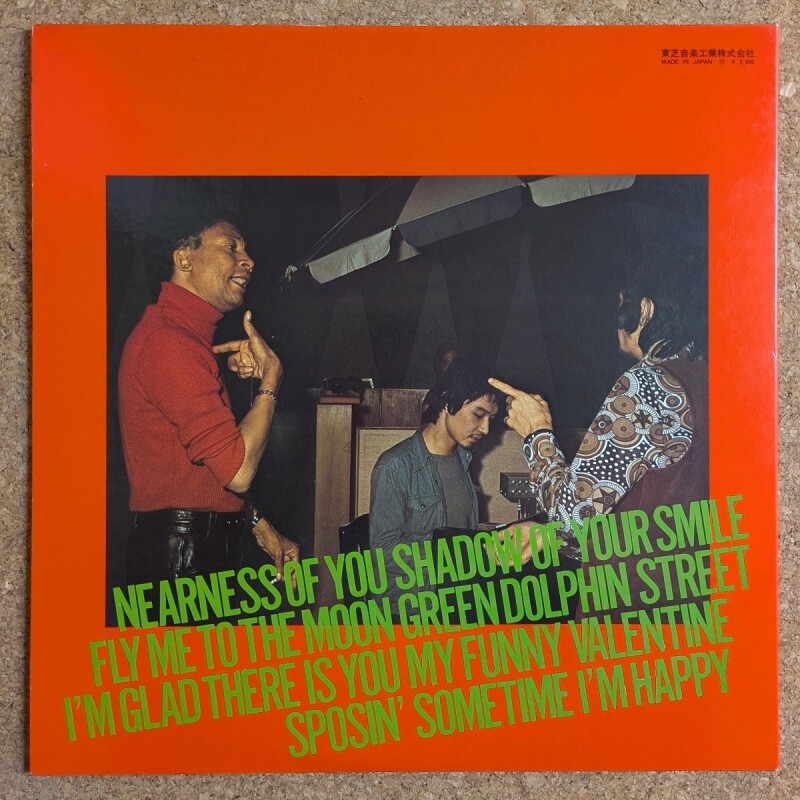 東芝音楽工業株式会社
MADE IN JAPAN
NEARNESS OF YOU SHADOW OF YOUR SMILE
FLY ME TO THE MOON GREEN DOLPHIN STREET
I'M GLAD THERE IS YOU MY FUNNY VALENTINE
SPOSIN' SOMETIME I'M HAPPY